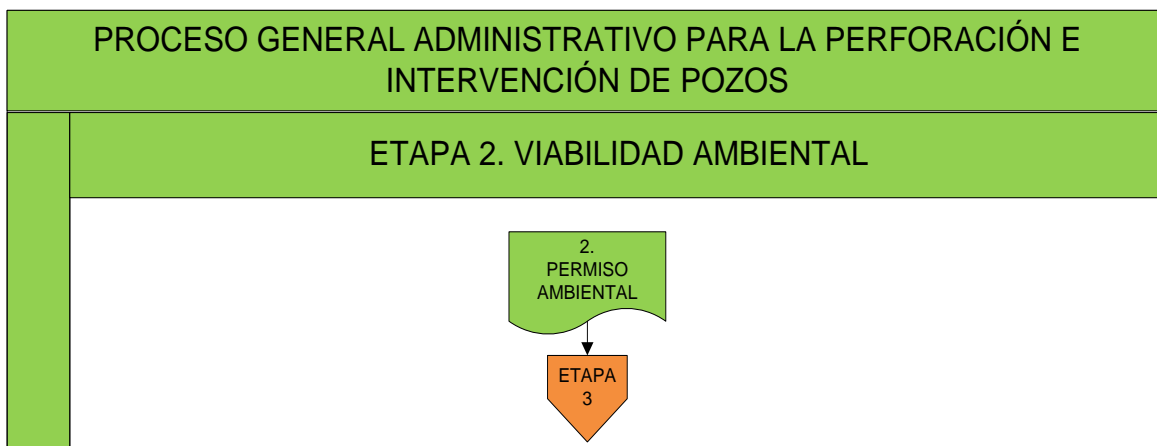 PROCESO GENERAL ADMINISTRATIVO PARA LA PERFORACIÓN E
INTERVENCIÓN DE POZOS
ETAPA 2. VIABILIDAD AMBIENTAL
2.
PERMISO
AMBIENTAL
ETAPA
3